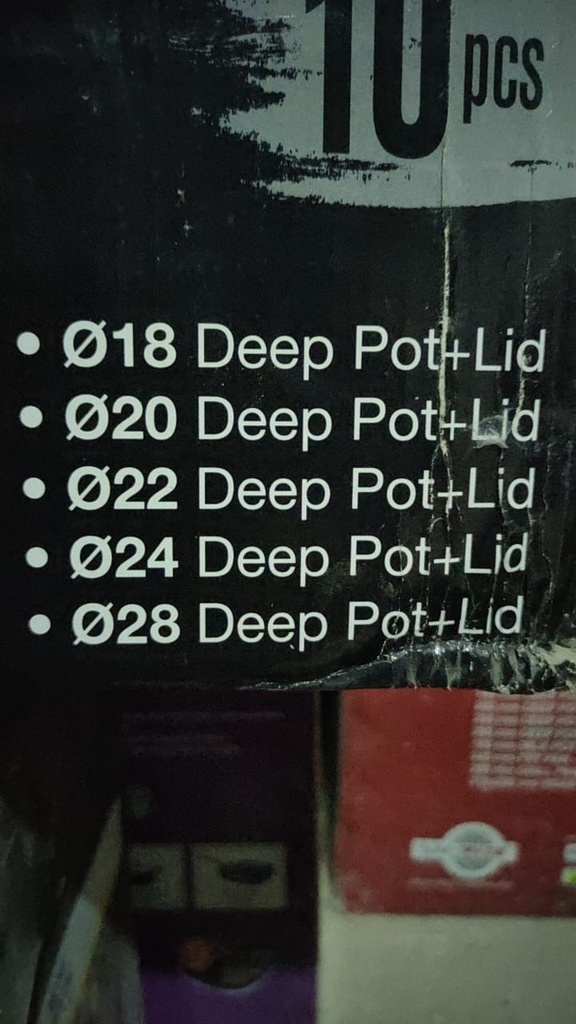 10 pcs
• Ø18 Deep Pot+Lid
• Ø20 Deep Pot+Lid
• Ø22 Deep Pot+Lid
• Ø24 Deep Pot+Lid
• Ø28 Deep Pot+Lid